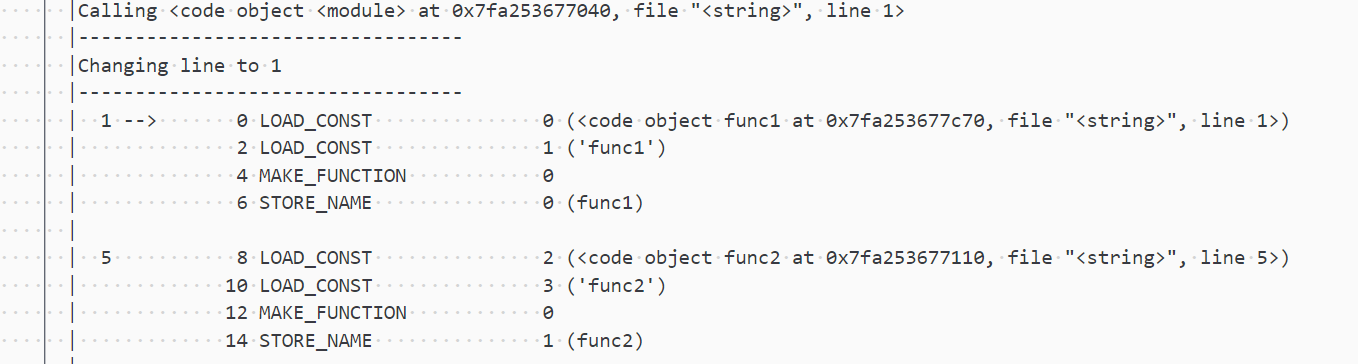 |Calling <code object <module> at 0x7fa253677040, file "<string>", line 1>
|----------------------------------
|Changing line to 1
|----------------------------------
|  1 -->       0 LOAD_CONST               0 (<code object func1 at 0x7fa253677c70, file "<string>", line 1>)
|              2 LOAD_CONST               1 ('func1')
|              4 MAKE_FUNCTION            0
|              6 STORE_NAME               0 (func1)
|
|  5           8 LOAD_CONST               2 (<code object func2 at 0x7fa253677110, file "<string>", line 5>)
|             10 LOAD_CONST               3 ('func2')
|             12 MAKE_FUNCTION            0
|             14 STORE_NAME               1 (func2)
|